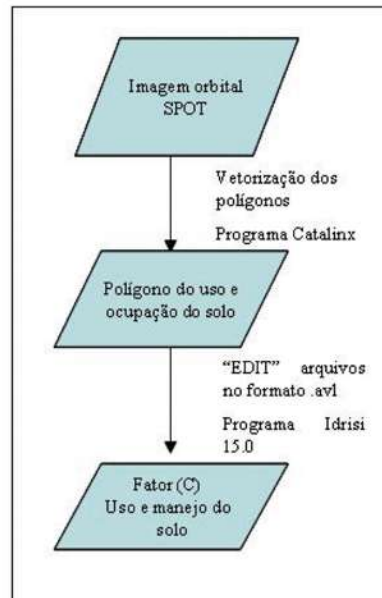 Imagem orbital
SPOT
Vetorização dos
polígonos
Programa Catalinx
Polígono do uso e
ocupação do solo
“EDIT” arquivos
no formato .avl
Programa Idrisi
15.0
Fator (C)
Uso e manejo do
solo